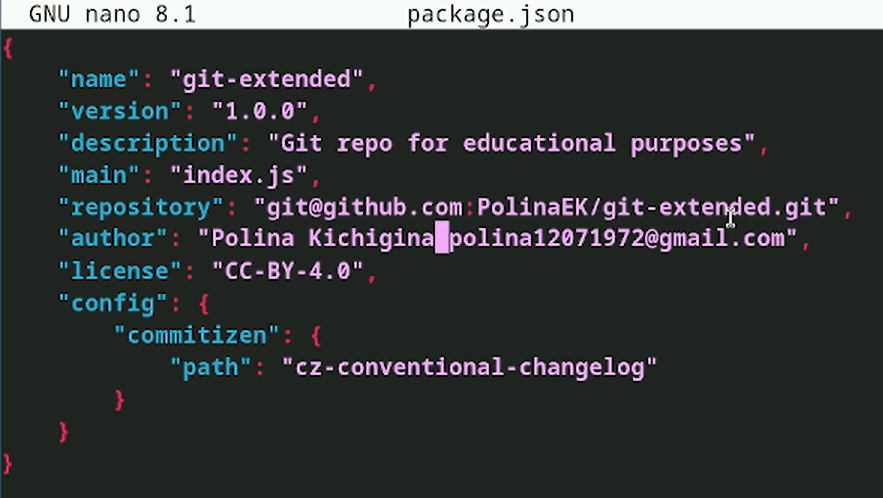 GNU nano 8.1 package.json
{
"name": "git-extended",
"version": "1.0.0",
"description": "Git repo for educational purposes",
"main": "index.js",
"repository": "git@github.com:PolinaEK/git-extended.git",
"author": "Polina Kichigina polina12071972@gmail.com",
"license": "CC-BY-4.0",
"config": {
"commitizen": {
"path": "cz-conventional-changelog"
}
}
}